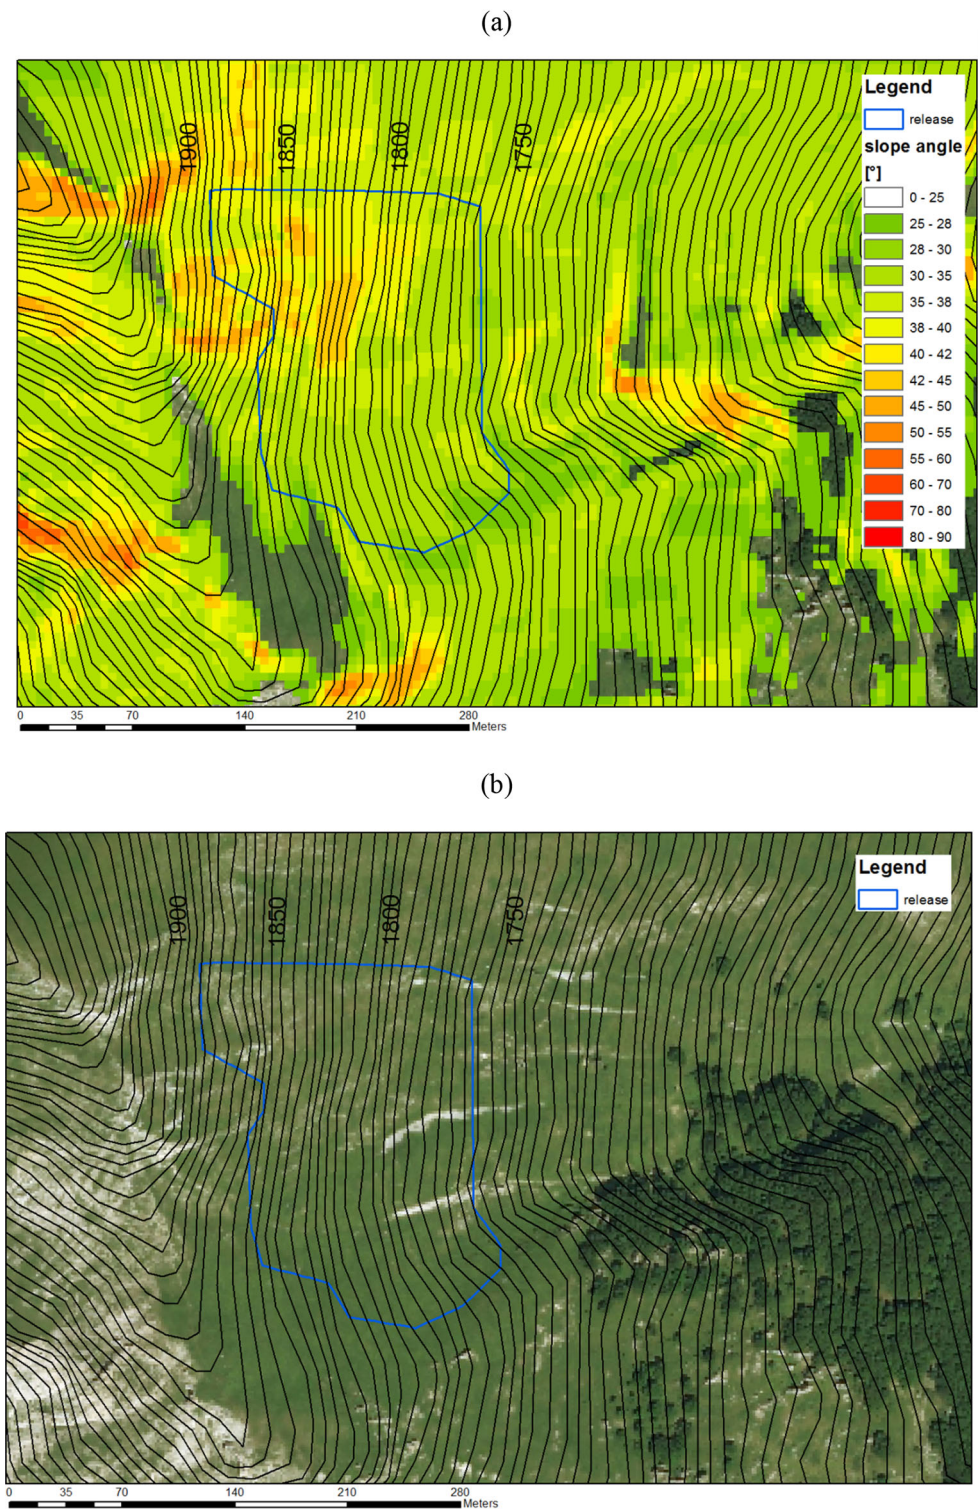 (a)
1900
1850
1800
1750
Legend
release
slope angle
[°]
0 - 25
25 - 28
28 - 30
30 - 35
35 - 38
38 - 40
40 - 42
42 - 45
45 - 50
50 - 55
55 - 60
60 - 70
70 - 80
80 - 90
0 35 70 140 210 280
Meters
(b)
1900
1850
1800
1750
Legend
release
0 35 70 140 210 280
Meters